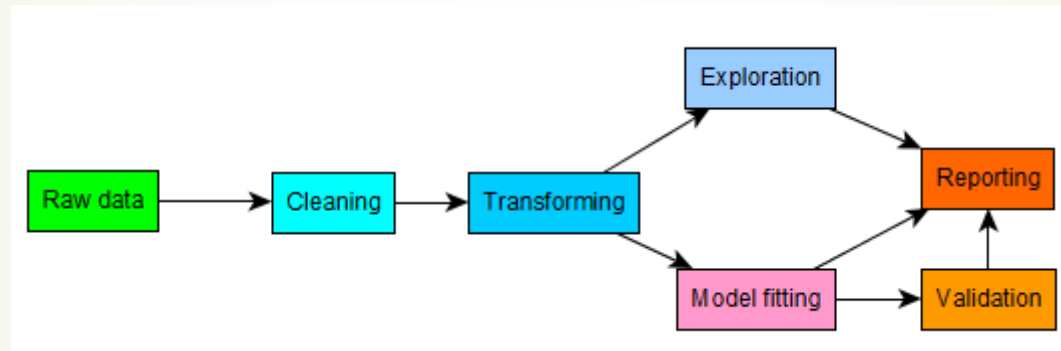 Exploration
Raw data
Cleaning
Transforming
Reporting
Model fitting
Validation